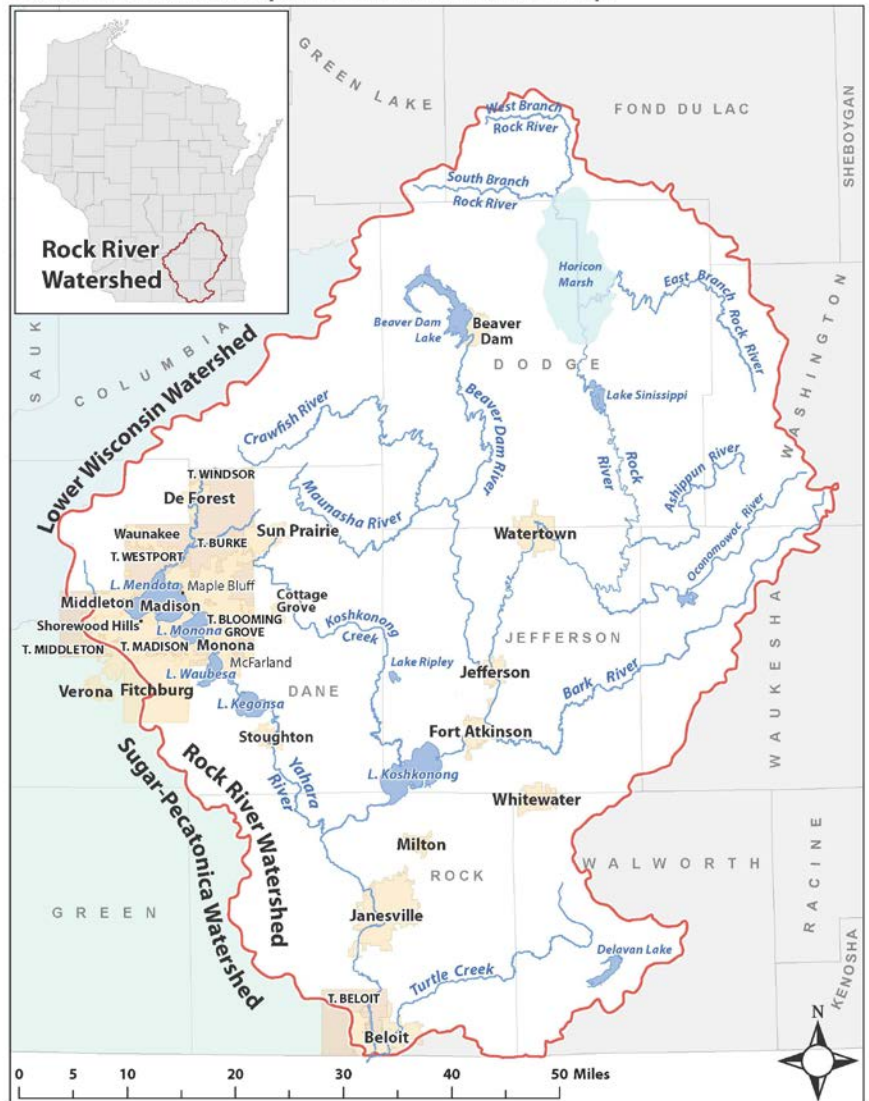 GREEN LAKE
FOND DU LAC
SHEBOYGAN
West Branch
Rock River
South Branch
Rock River
Rock River
Watershed
Horicon
Marsh
East Branch
Rock River
SAUK
COLUMBIA
Lower Wisconsin Watershed
Beaver Dam
Lake
Beaver
Dam
DODGE
WASHINGTON
Lake Sinissippi
Beaver Dam River
Crawfish River
Rock
River
Ashippun River
Maunasha River
T. WINDSOR
De Forest
Oconomowoc River
Waunakee
Sun Prairie
T. BURKE
Watertown
T. WESTPORT
L. Mendota
Maple Bluff
Middleton
Madison
Cottage
Grove
Shorewood Hills
T. BLOOMING
GROVE
L. Monona
Koshkonong
Creek
JEFFERSON
WAUKESHA
T. MIDDLETON
T. MADISON
Monona
McFarland
Lake Ripley
Jefferson
Bark River
L. Waubesa
Verona
Fitchburg
DANE
L. Kegonsa
Stoughton
Fort Atkinson
L. Koshkonong
Yahara
River
Rock River Watershed
Sugar-Pecatonica Watershed
Whitewater
Milton
ROCK
WALWORTH
RACINE
GREEN
Janesville
Delavan Lake
Turtle Creek
KENOSHA
T. BELOIT
Beloit
N
0 5 10 20 30 40 50 Miles